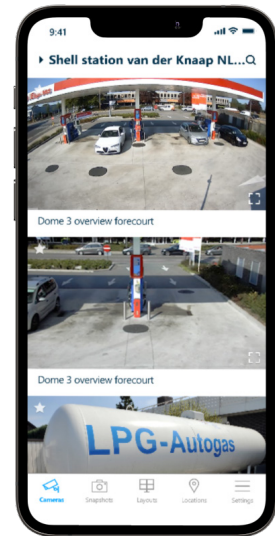 9:41
Shell station van der Knaap NL...
Dome 3 overview forecourt
Dome 3 overview forecourt
LPG-Autogas
Cameras Snapshots Layouts Locations Settings